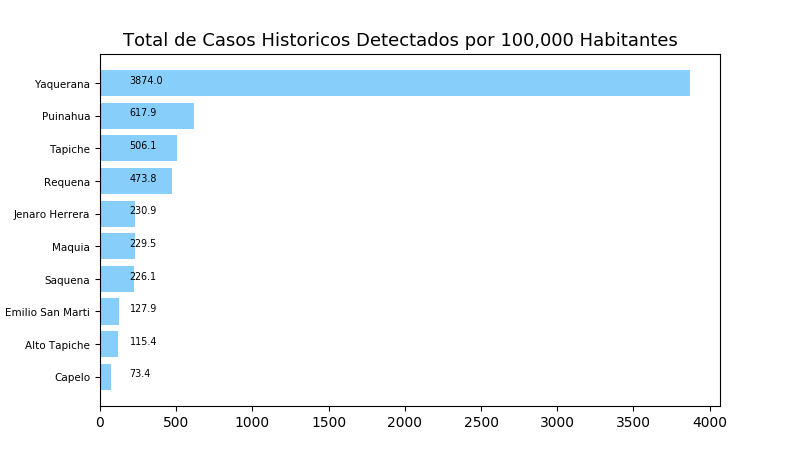 Total de Casos Historicos Detectados por 100,000 Habitantes
Yaquerana 3874.0
Puinahua 617.9
Tapiche 506.1
Requena 473.8
Jenaro Herrera 230.9
Maquia 229.5
Saquena 226.1
Emilio San Marti 127.9
Alto Tapiche 115.4
Capelo 73.4
0 500 1000 1500 2000 2500 3000 3500 4000